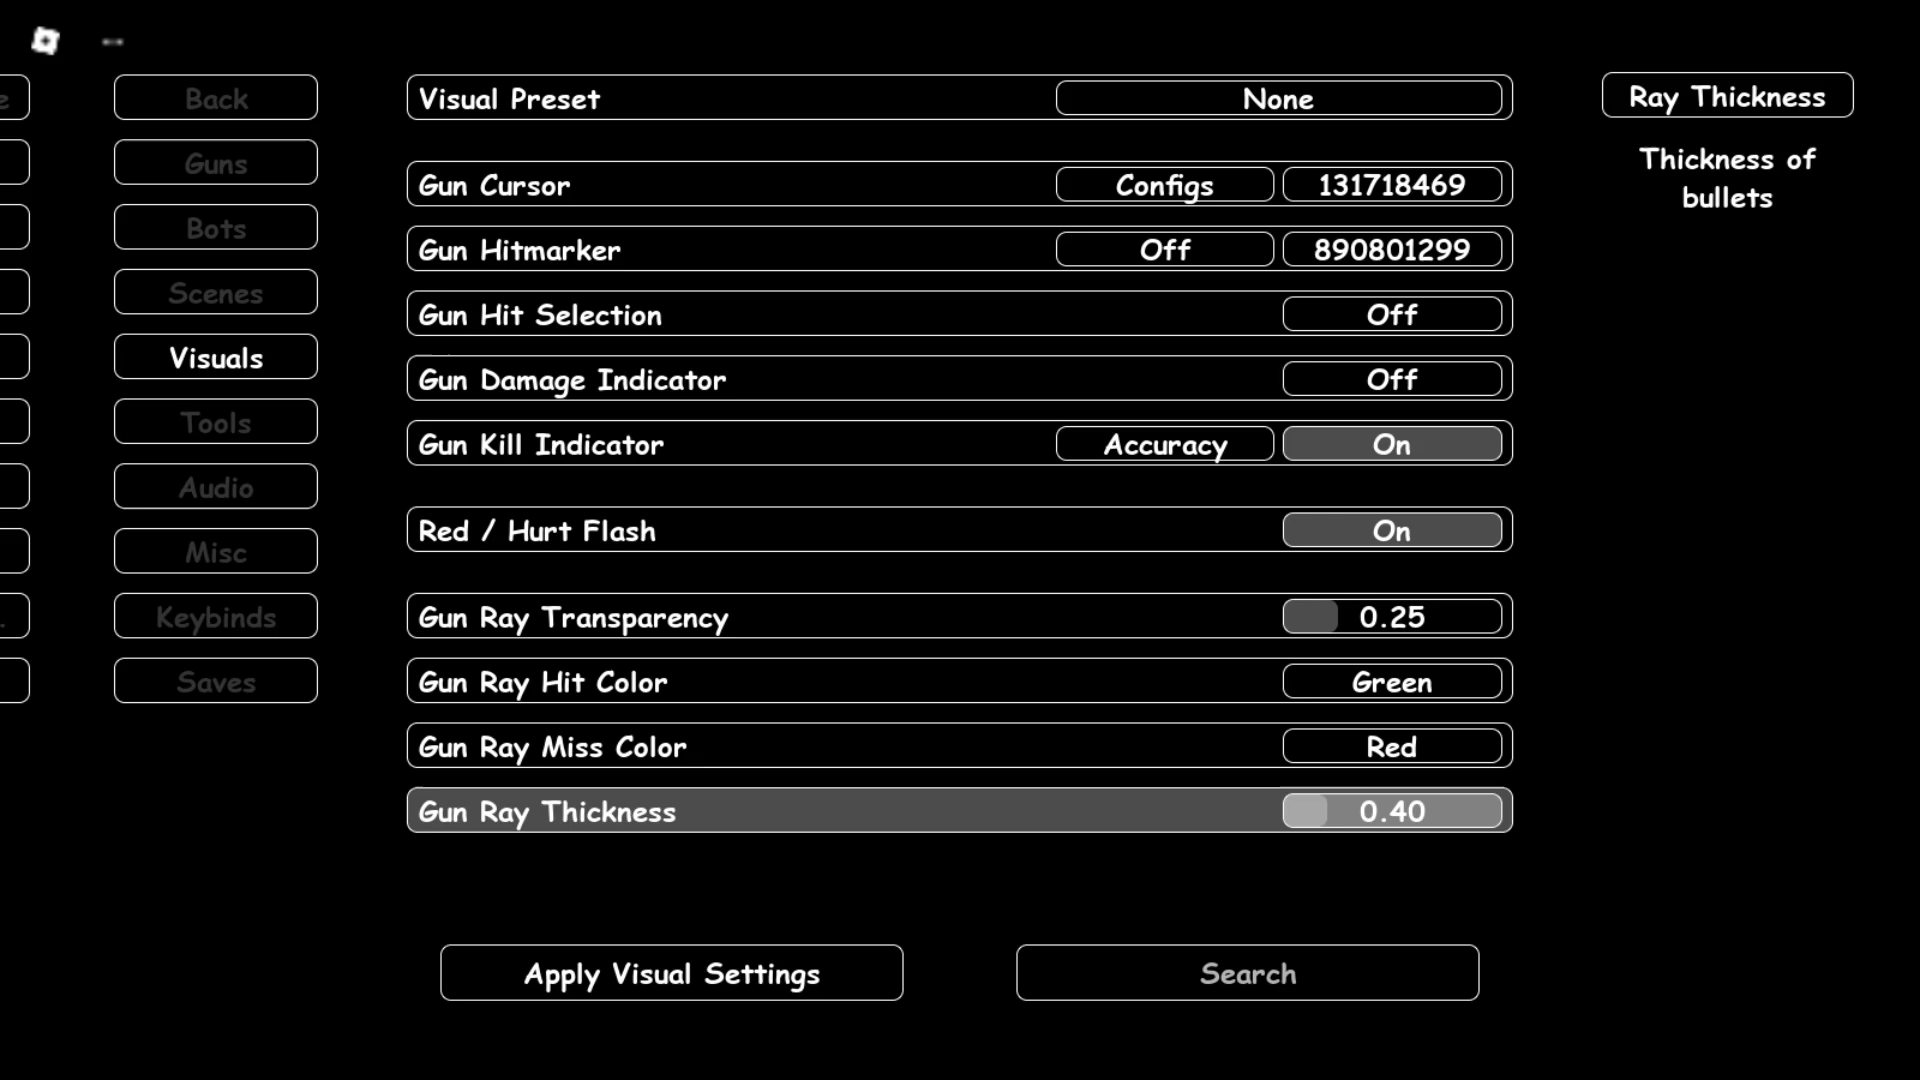 Back
Guns
Bots
Scenes
Visuals
Tools
Audio
Misc
Keybinds
Saves
Visual Preset None
Gun Cursor Configs 131718469
Gun Hitmarker Off 890801299
Gun Hit Selection Off
Gun Damage Indicator Off
Gun Kill Indicator Accuracy On
Red / Hurt Flash On
Gun Ray Transparency 0.25
Gun Ray Hit Color Green
Gun Ray Miss Color Red
Gun Ray Thickness 0.40
Apply Visual Settings
Search
Ray Thickness
Thickness of
bullets